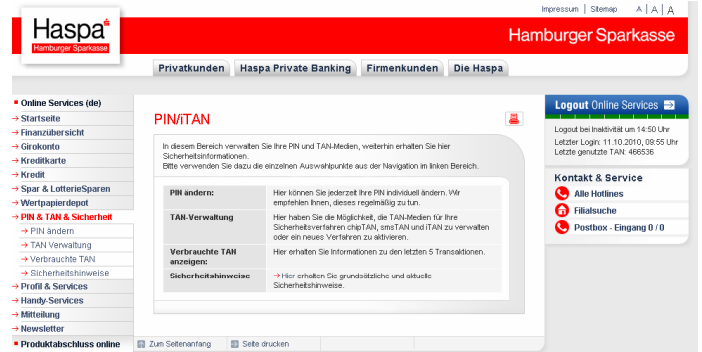 Impressum | Sitemap A | A | A
Haspa
Hamburger Sparkasse
Hamburger Sparkasse
Privatkunden Haspa Private Banking Firmenkunden Die Haspa
Online Services (de)
Startseite
Finanzübersicht
Girokonto
Kreditkarte
Kredit
Spar & LotterieSparen
Wertpapierdepot
PIN & TAN & Sicherheit
PIN ändern
TAN Verwaltung
Verbrauchte TAN
Sicherheitshinweise
Profil & Services
Handy-Services
Mitteilung
Newsletter
Produktabschluss online
PIN/iTAN
In diesem Bereich verwalten Sie Ihre PIN und TAN-Medien, weiterhin erhalten Sie hier
Sicherheitsinformationen.
Bitte verwenden Sie dazu die einzelnen Auswahlpunkte aus der Navigation im linken Bereich.
PIN ändern: Hier können Sie jederzeit Ihre PIN individuell ändern. Wir
empfehlen Ihnen, dieses regelmäßig zu tun.
TAN-Verwaltung Hier haben Sie die Möglichkeit, die TAN-Medien für Ihre
Sicherheitsverfahren chipTAN, smsTAN und iTAN zu verwalten
oder ein neues Verfahren zu aktivieren.
Verbrauchte TAN Hier erhalten Sie Informationen zu den letzten 5 Transaktionen.
anzeigen:
Sicherheitshinweise → Hier erhalten Sie grundsätzliche und aktuelle
Sicherheitshinweise.
Zum Seitenanfang Seite drucken
Logout Online Services
Logout bei Inaktivität um 14:50 Uhr
Letzter Login: 11.10.2010, 09:55 Uhr
Letzte genutzte TAN: 466536
Kontakt & Service
Alle Hotlines
Filialsuche
Postbox - Eingang 0 / 0